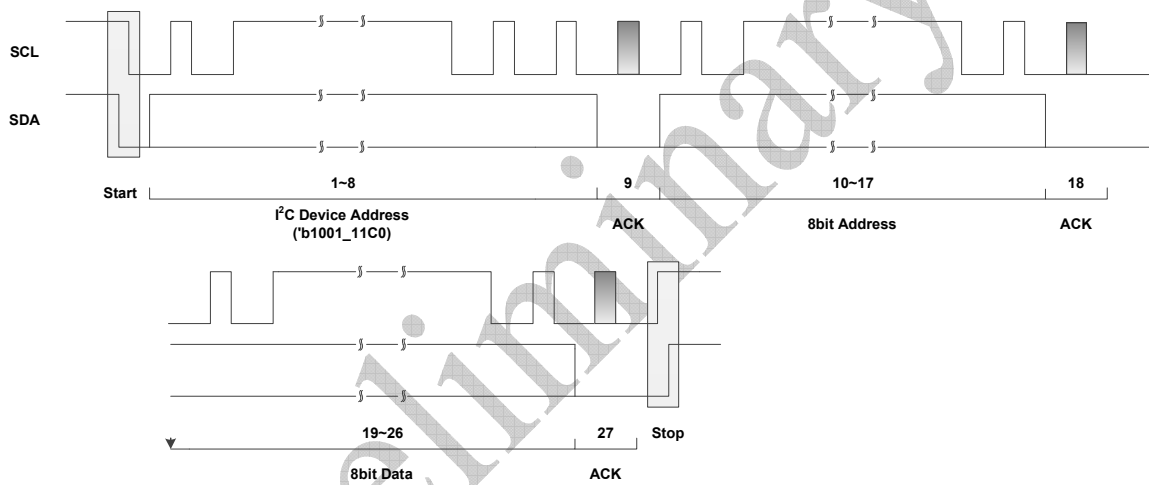 SCL
SDA
Start
1~8
9
10~17
18
I²C Device Address
('b1001_11C0)
ACK
8bit Address
ACK
19~26
27
Stop
8bit Data
ACK
eliminary